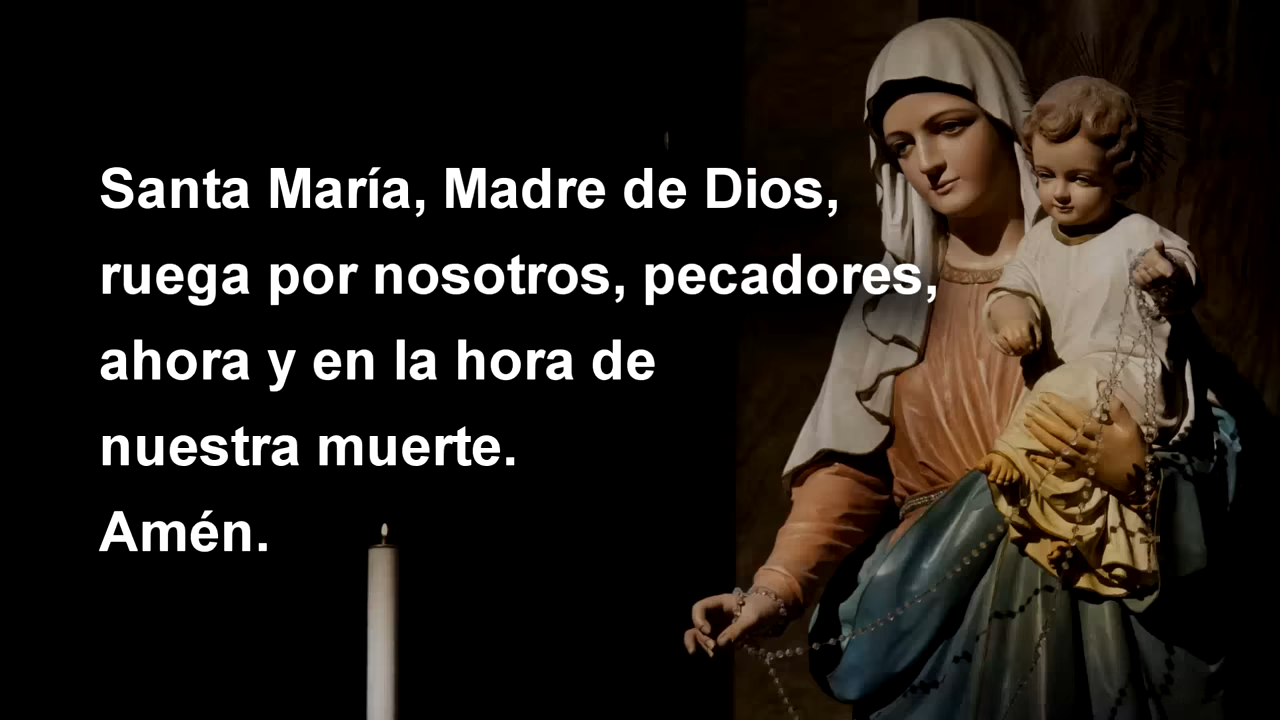 Santa María, Madre de Dios,
ruega por nosotros, pecadores,
ahora y en la hora de
nuestra muerte.
Amén.